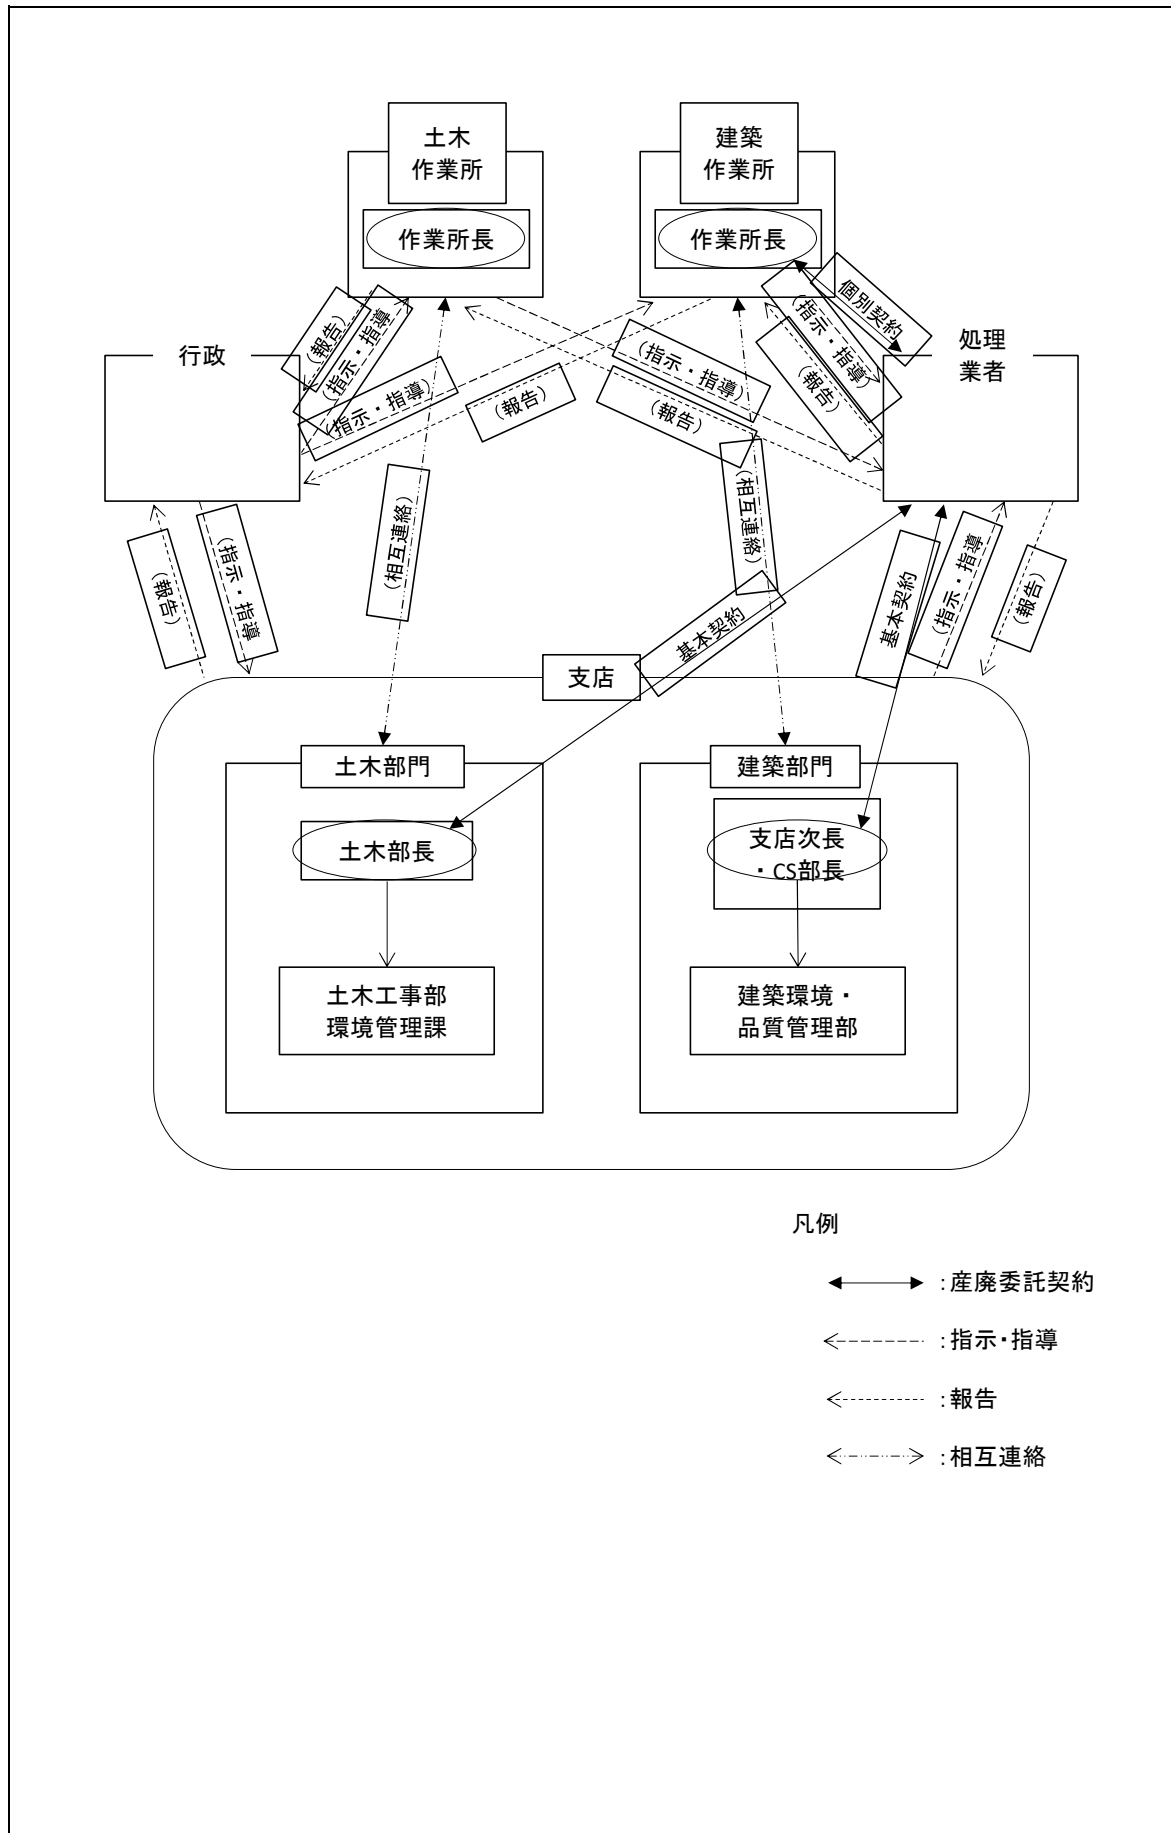 土木
作業所
建築
作業所
作業所長
作業所長
個別契約
(報告)
(指示・指導)
(指示・指導)
(報告)
(指示・指導)
(報告)
(指示・指導)
(報告)
行政
処理
業者
(相互連絡)
(相互連絡)
(報告)
(指示・指導)
基本契約
基本契約
(指示・指導)
(報告)
支店
土木部門
建築部門
土木部長
支店次長
・CS部長
土木工事部
環境管理課
建築環境・
品質管理部
凡例
:産廃委託契約
:指示・指導
:報告
:相互連絡